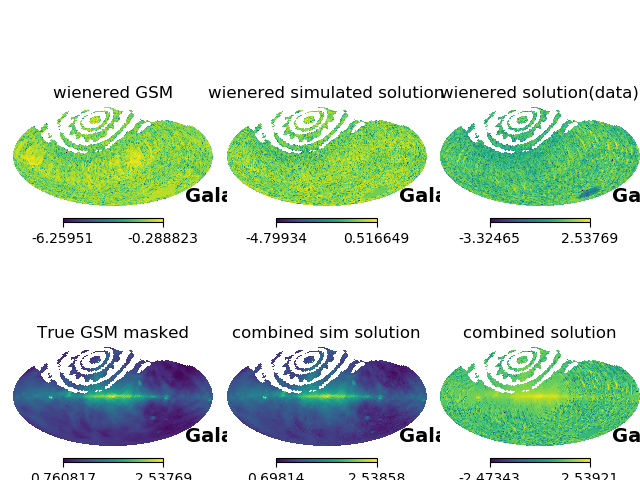 wienered GSM wienered simulated solution wienered solution(data)
Gala Gala Ga
-6.25951 -0.288823 -4.79934 0.516649 -3.32465 2.53769
True GSM masked combined sim solution combined solution
Gala Gala Ga
0.760817 2.53769 0.69814 2.53858 -2.47343 2.53921